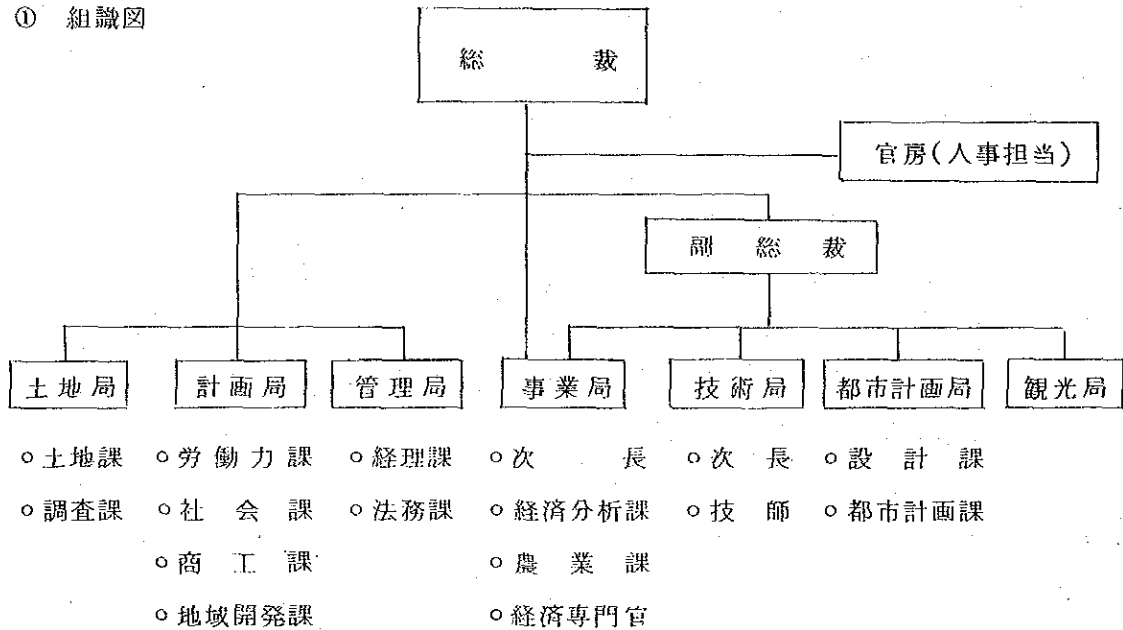 ① 組識図
総裁
官房(人事担当)
副総裁
土地局 計画局 管理局 事業局 技術局 都市計画局 観光局
○土地課 ○労働力課 ○経理課 ○次長 ○次長 ○設計課
○調査課 ○社会課 ○法務課 ○経済分析課 ○技師 ○都市計画課
○商工課 ○農業課
○地域開発課 ○経済専門官